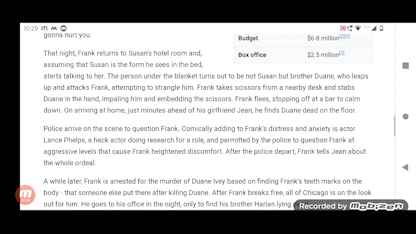 10:29
gonna hurt you.
Budget $6-8 million[2][3]
That night, Frank returns to Susan's hotel room and,
Box office $2.5 million[1]
assuming that Susan is the form he sees in the bed,
starts talking to her. The person under the blanket turns out to be not Susan but brother Duane, who leaps
up and attacks Frank, attempting to strangle him. Frank takes scissors from a nearby desk and stabs
Duane in the hand, impaling him and embedding the scissors. Frank flees, stopping off at a bar to calm
down. On arriving at home, just minutes ahead of his girlfriend Jean, he finds Duane dead on the floor.
Police arrive on the scene to question Frank. Comically adding to Frank's distress and anxiety is actor
Lance Phelps, a hack actor doing research for a role, and permitted by the police to question Frank at
aggressive levels that cause Frank heightened discomfort. After the police depart, Frank tells Jean about
the whole ordeal.
A while later, Frank is arrested for the murder of Duane Ivey based on finding Frank's teeth marks on the
body - that someone else put there after killing Duane. After Frank breaks free, all of Chicago is on the look
out for him. He goes to his office in the night, only to find his brother Harlan lying
Recorded by Mobizen